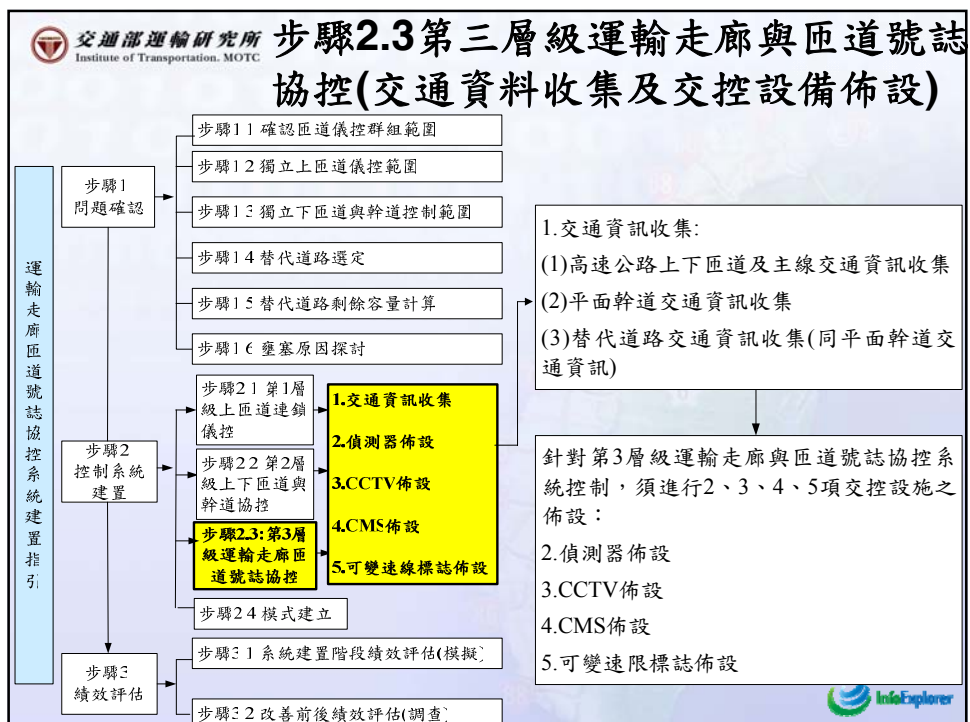 交通部運輸研究所
Institute of Transportation. MOTC
步驟2.3第三層級運輸走廊與匝道號誌
協控(交通資料收集及交控設備佈設)
運輸走廊匝道號誌協控系統建置指引
步驟1
問題確認
步驟1 1 確認匝道儀控群組範圍
步驟1 2 獨立上匝道儀控範圍
步驟1 3 獨立下匝道與幹道控制範圍
步驟1 4 替代道路選定
步驟1 5 替代道路剩餘容量計算
步驟1 6 壅塞原因探討
步驟2
控制系統
建置
步驟2 1 第1層
級上匝道連鎖
儀控
步驟2 2 第2層
級上下匝道與
幹道協控
步驟2.3:第3層
級運輸走廊匝
道號誌協控
步驟2 4 模式建立
1.交通資訊收集
2.偵測器佈設
3.CCTV佈設
4.CMS佈設
5.可變速線標誌佈設
步驟3
績效評估
步驟3 1 系統建置階段績效評估(模擬)
步驟3 2 改善前後績效評估(調查)
1.交通資訊收集:
(1)高速公路上下匝道及主線交通資訊收集
(2)平面幹道交通資訊收集
(3)替代道路交通資訊收集(同平面幹道交
通資訊)
針對第3層級運輸走廊與匝道號誌協控系
統控制，須進行2、3、4、5項交控設施之
佈設：
2.偵測器佈設
3.CCTV佈設
4.CMS佈設
5.可變速限標誌佈設
InfoExplorer